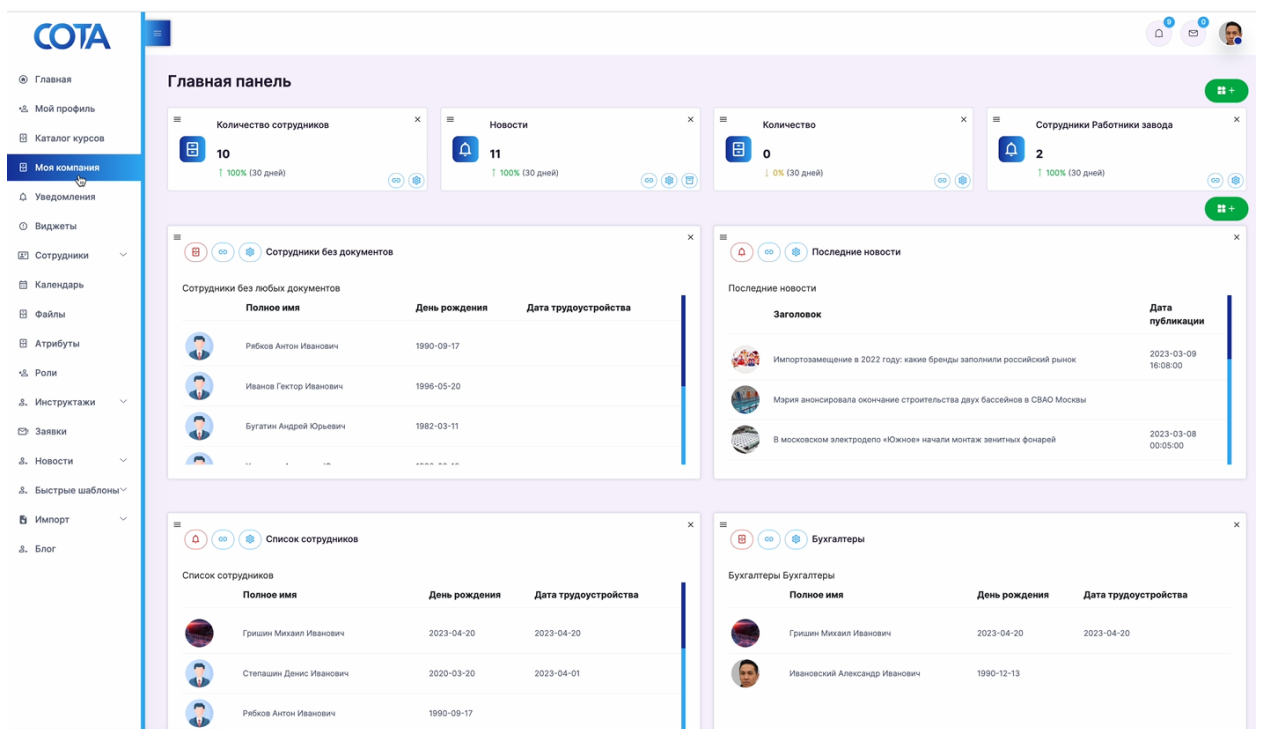 СОТА
9
0
Главная
Мой профиль
Каталог курсов
Моя компания
Уведомления
Виджеты
Сотрудники
Календарь
Файлы
Атрибуты
Роли
Инструктажи
Заявки
Новости
Быстрые шаблоны
Импорт
Блог
Главная панель
Количество сотрудников
10
↑ 100% (30 дней)
Новости
11
↑ 100% (30 дней)
Количество
0
↓ 0% (30 дней)
Сотрудники Работники завода
2
↑ 100% (30 дней)
Сотрудники без документов
Сотрудники без любых документов
Полное имя День рождения Дата трудоустройства
Рябков Антон Иванович 1990-09-17
Иванов Гектор Иванович 1996-05-20
Бугатин Андрей Юрьевич 1982-03-11
Последние новости
Последние новости
Заголовок Дата публикации
Импортозамещение в 2022 году: какие бренды заполнили российский рынок 2023-03-09 16:08:00
Мэрия анонсировала окончание строительства двух бассейнов в СВАО Москвы
В московском электродепо «Южное» начали монтаж зенитных фонарей 2023-03-08 00:05:00
Список сотрудников
Список сотрудников
Полное имя День рождения Дата трудоустройства
Гришин Михаил Иванович 2023-04-20 2023-04-20
Степашин Денис Иванович 2020-03-20 2023-04-01
Рябков Антон Иванович 1990-09-17
Бухгалтеры
Бухгалтеры Бухгалтеры
Полное имя День рождения Дата трудоустройства
Гришин Михаил Иванович 2023-04-20 2023-04-20
Ивановский Александр Иванович 1990-12-13